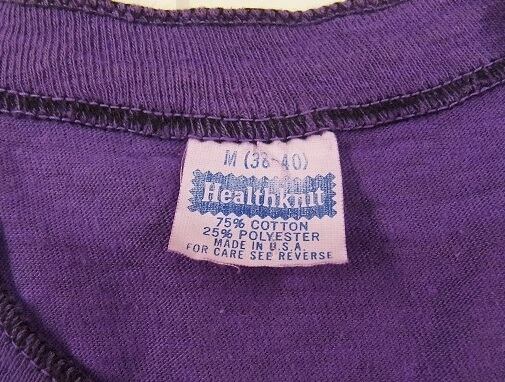 M (38-40)
Healthknit
75% COTTON
25% POLYESTER
MADE IN U.S.A.
FOR CARE SEE REVERSE